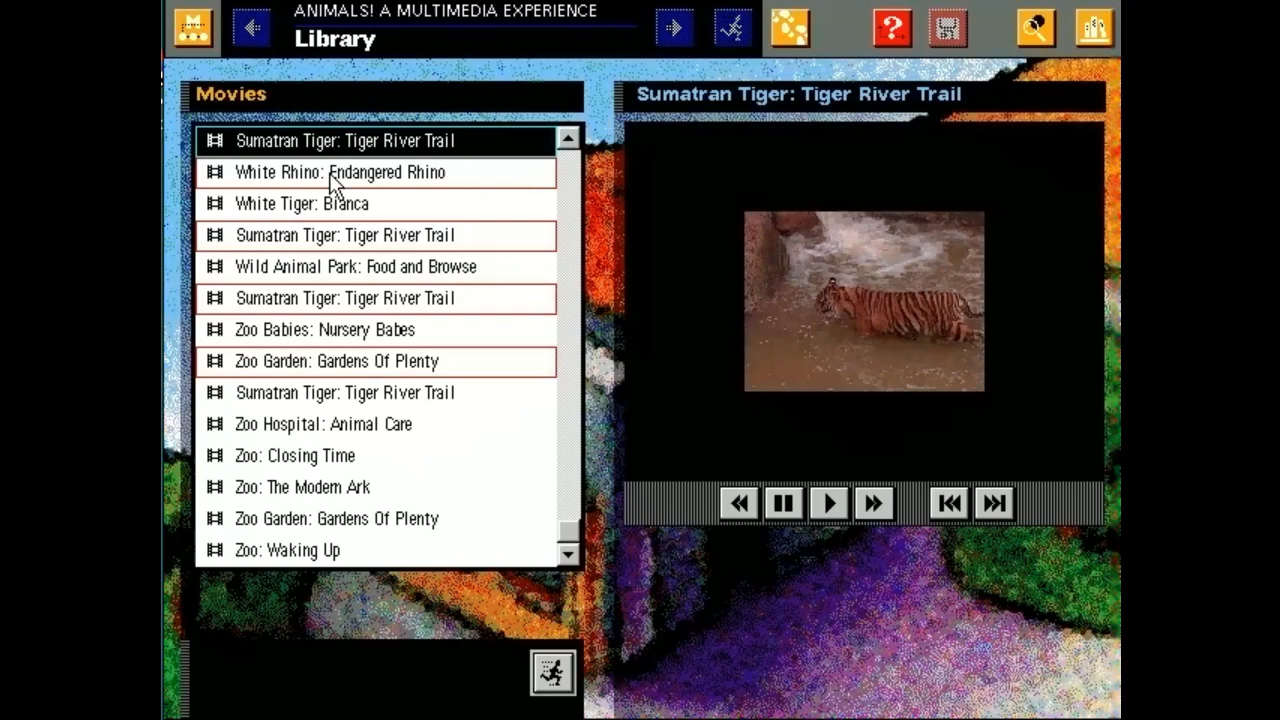 ANIMALS! A MULTIMEDIA EXPERIENCE
Library
?
Movies
Sumatran Tiger: Tiger River Trail
White Rhino: Endangered Rhino
White Tiger: Bianca
Sumatran Tiger: Tiger River Trail
Wild Animal Park: Food and Browse
Sumatran Tiger: Tiger River Trail
Zoo Babies: Nursery Babes
Zoo Garden: Gardens Of Plenty
Sumatran Tiger: Tiger River Trail
Zoo Hospital: Animal Care
Zoo: Closing Time
Zoo: The Modern Ark
Zoo Garden: Gardens Of Plenty
Zoo: Waking Up
Sumatran Tiger: Tiger River Trail